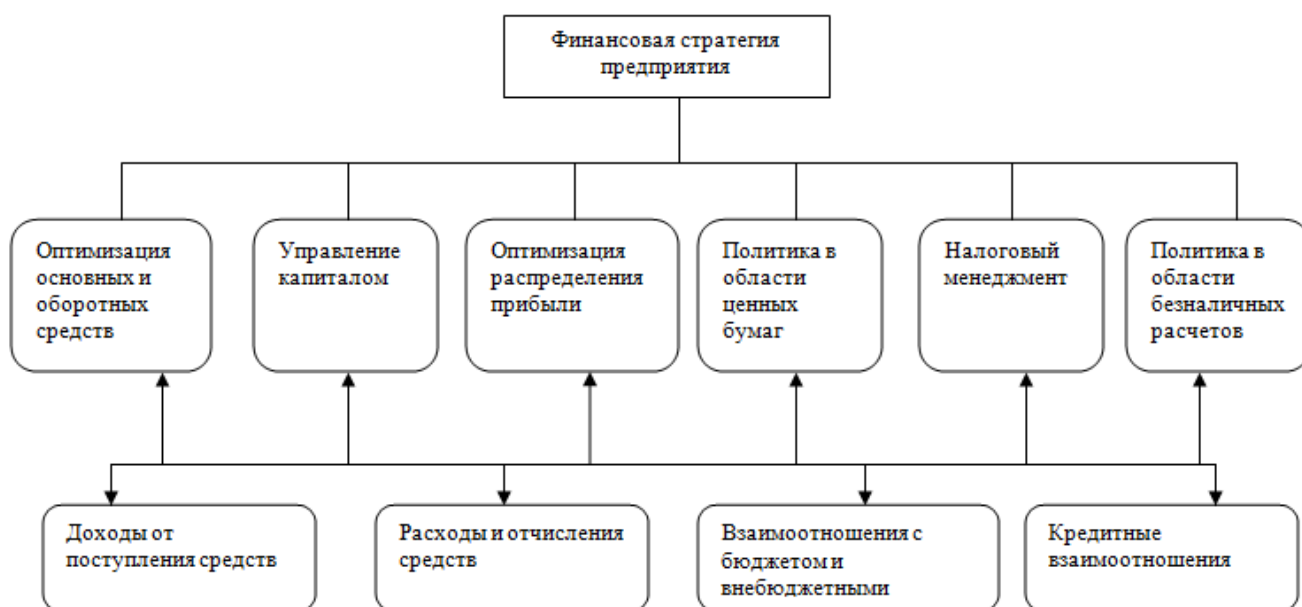 Финансовая стратегия
предприятия
Оптимизация
основных и
оборотных
средств
Управление
капиталом
Оптимизация
распределения
прибыли
Политика в
области
ценных
бумаг
Налоговый
менеджмент
Политика в
области
безналичных
расчетов
Доходы от
поступления средств
Расходы и отчисления
средств
Взаимоотношения с
бюджетом и
внебюджетными
Кредитные
взаимоотношения